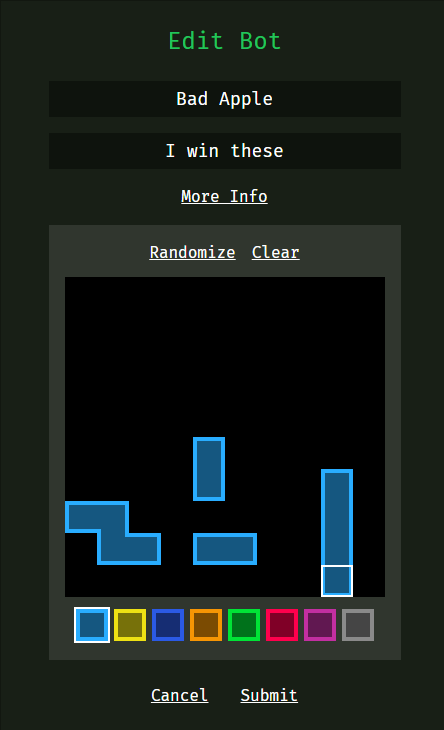 Edit Bot
Bad Apple
I win these
More Info
Randomize Clear
Cancel Submit